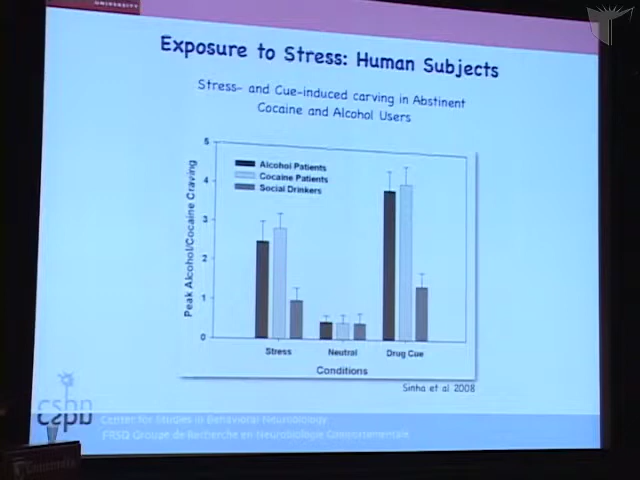 UNIVERSITY
Exposure to Stress: Human Subjects
Stress- and Cue-induced carving in Abstinent
Cocaine and Alcohol Users
Peak Alcohol/Cocaine Craving
5
4
3
2
1
0
Alcohol Patients
Cocaine Patients
Social Drinkers
Stress Neutral Drug Cue
Conditions
Sinha et al 2008
csbn
Center for Studies in Behavioral Neurobiology
FRSQ Groupe de Recherche en Neurobiologie Comportementale
Concordia